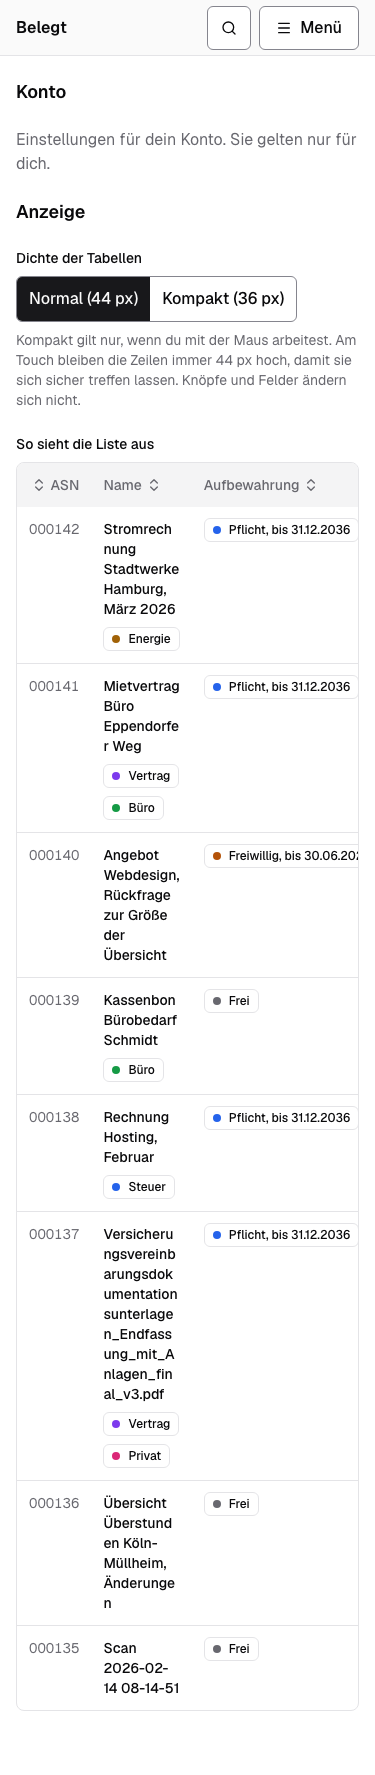 Belegt
Menü
Konto
Einstellungen für dein Konto. Sie gelten nur für
dich.
Anzeige
Dichte der Tabellen
Normal (44 px) Kompakt (36 px)
Kompakt gilt nur, wenn du mit der Maus arbeitest. Am
Touch bleiben die Zeilen immer 44 px hoch, damit sie
sich sicher treffen lassen. Knöpfe und Felder ändern
sich nicht.
So sieht die Liste aus
ASN Name Aufbewahrung
000142 Stromrech Pflicht, bis 31.12.2036
nung
Stadtwerke
Hamburg,
März 2026
Energie
000141 Mietvertrag Pflicht, bis 31.12.2036
Büro
Eppendorfe
r Weg
Vertrag
Büro
000140 Angebot Freiwillig, bis 30.06.202
Webdesign,
Rückfrage
zur Größe
der
Übersicht
000139 Kassenbon Frei
Bürobedarf
Schmidt
Büro
000138 Rechnung Pflicht, bis 31.12.2036
Hosting,
Februar
Steuer
000137 Versicheru Pflicht, bis 31.12.2036
ngsvereinb
arungsdok
umentation
sunterlage
n_Endfass
ung_mit_A
nlagen_fin
al_v3.pdf
Vertrag
Privat
000136 Übersicht Frei
Überstund
en Köln-
Müllheim,
Änderunge
n
000135 Scan Frei
2026-02-
14 08-14-51